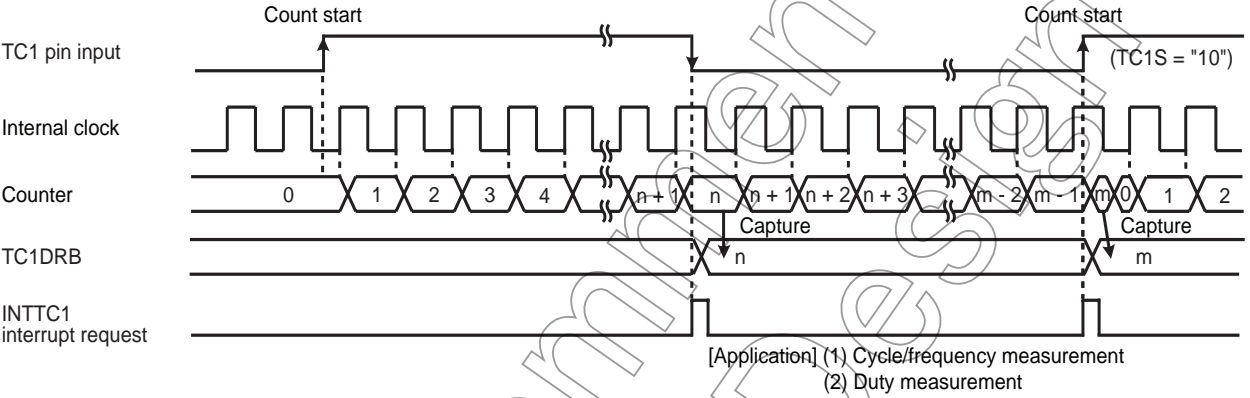 Count start Count start
TC1 pin input (TC1S = "10")
Internal clock
Counter 0 1 2 3 4 n + 1 n n + 1 n + 2 n + 3 m - 2 m - 1 m 0 1 2
Capture Capture
TC1DRB n m
INTTC1
interrupt request
[Application] (1) Cycle/frequency measurement
(2) Duty measurement